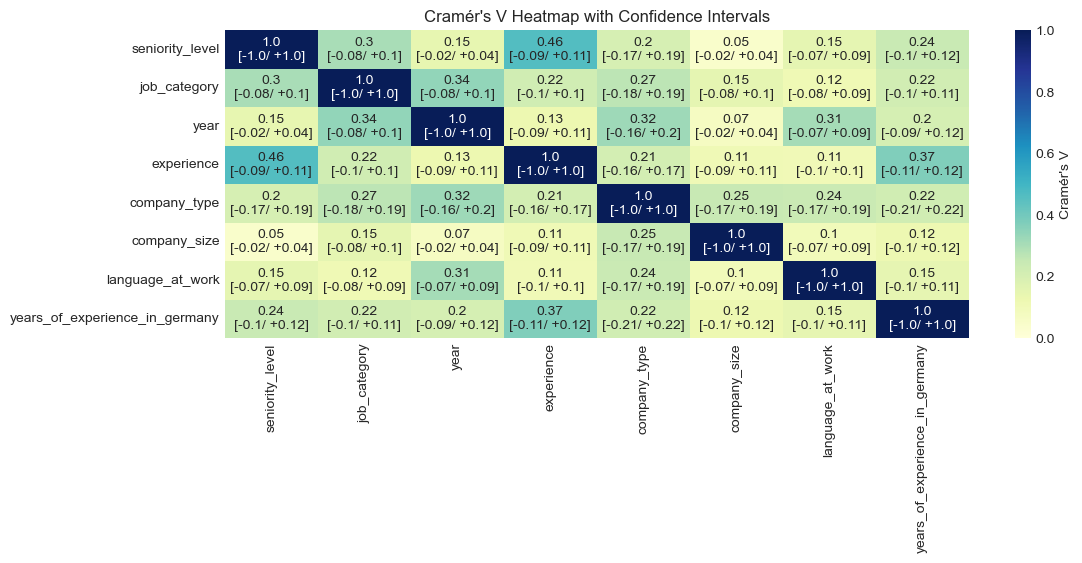 Cramér's V Heatmap with Confidence Intervals
seniority_level
1.0 0.3 0.15 0.46 0.2 0.05 0.15 0.24
[-1.0/ +1.0] [-0.08/ +0.1] [-0.02/ +0.04] [-0.09/ +0.11] [-0.17/ +0.19] [-0.02/ +0.04] [-0.07/ +0.09] [-0.1/ +0.12]
job_category
0.3 1.0 0.34 0.22 0.27 0.15 0.12 0.22
[-0.08/ +0.1] [-1.0/ +1.0] [-0.08/ +0.1] [-0.1/ +0.1] [-0.18/ +0.19] [-0.08/ +0.1] [-0.08/ +0.09] [-0.1/ +0.11]
year
0.15 0.34 1.0 0.13 0.32 0.07 0.31 0.2
[-0.02/ +0.04] [-0.08/ +0.1] [-1.0/ +1.0] [-0.09/ +0.11] [-0.16/ +0.2] [-0.02/ +0.04] [-0.07/ +0.09] [-0.09/ +0.12]
experience
0.46 0.22 0.13 1.0 0.21 0.11 0.11 0.37
[-0.09/ +0.11] [-0.1/ +0.1] [-0.09/ +0.11] [-1.0/ +1.0] [-0.16/ +0.17] [-0.09/ +0.11] [-0.1/ +0.1] [-0.11/ +0.12]
company_type
0.2 0.27 0.32 0.21 1.0 0.25 0.24 0.22
[-0.17/ +0.19] [-0.18/ +0.19] [-0.16/ +0.2] [-0.16/ +0.17] [-1.0/ +1.0] [-0.17/ +0.19] [-0.17/ +0.19] [-0.21/ +0.22]
company_size
0.05 0.15 0.07 0.11 0.25 1.0 0.1 0.12
[-0.02/ +0.04] [-0.08/ +0.1] [-0.02/ +0.04] [-0.09/ +0.11] [-0.17/ +0.19] [-1.0/ +1.0] [-0.07/ +0.09] [-0.1/ +0.12]
language_at_work
0.15 0.12 0.31 0.11 0.24 0.1 1.0 0.15
[-0.07/ +0.09] [-0.08/ +0.09] [-0.07/ +0.09] [-0.1/ +0.1] [-0.17/ +0.19] [-0.07/ +0.09] [-1.0/ +1.0] [-0.1/ +0.11]
years_of_experience_in_germany
0.24 0.22 0.2 0.37 0.22 0.12 0.15 1.0
[-0.1/ +0.12] [-0.1/ +0.11] [-0.09/ +0.12] [-0.11/ +0.12] [-0.21/ +0.22] [-0.1/ +0.12] [-0.1/ +0.11] [-1.0/ +1.0]
seniority_level
job_category
year
experience
company_type
company_size
language_at_work
years_of_experience_in_germany
1.0
0.8
0.6
0.4
0.2
0.0
Cramér's V